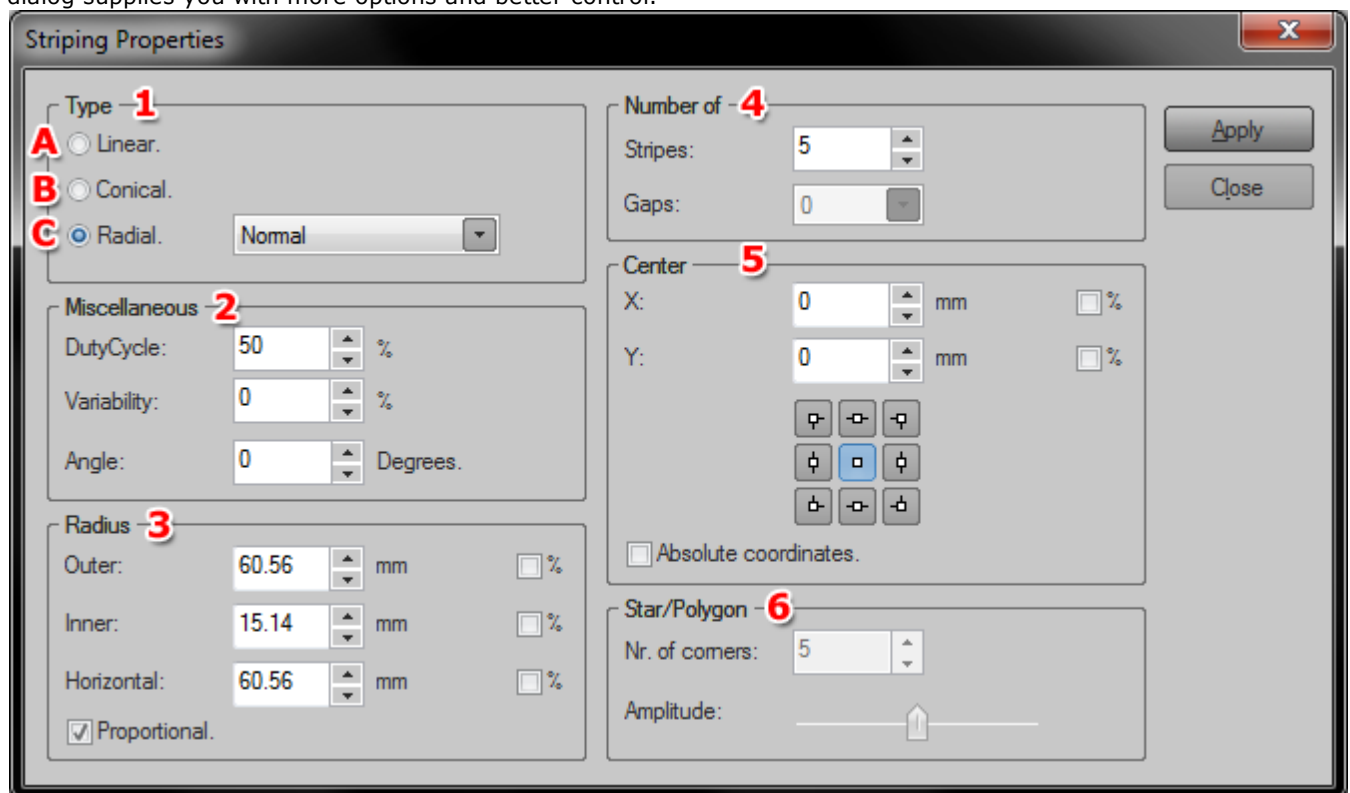 dialog supplies you with more options and better control.
Striping Properties
Type 1
A Linear.
B Conical.
C Radial. Normal
Miscellaneous 2
DutyCycle: 50 %
Variability: 0 %
Angle: 0 Degrees.
Radius 3
Outer: 60.56 mm %
Inner: 15.14 mm %
Horizontal: 60.56 mm %
Proportional.
Number of 4
Stripes: 5
Gaps: 0
Center 5
X: 0 mm %
Y: 0 mm %
Absolute coordinates.
Star/Polygon 6
Nr. of corners: 5
Amplitude:
Apply
Close